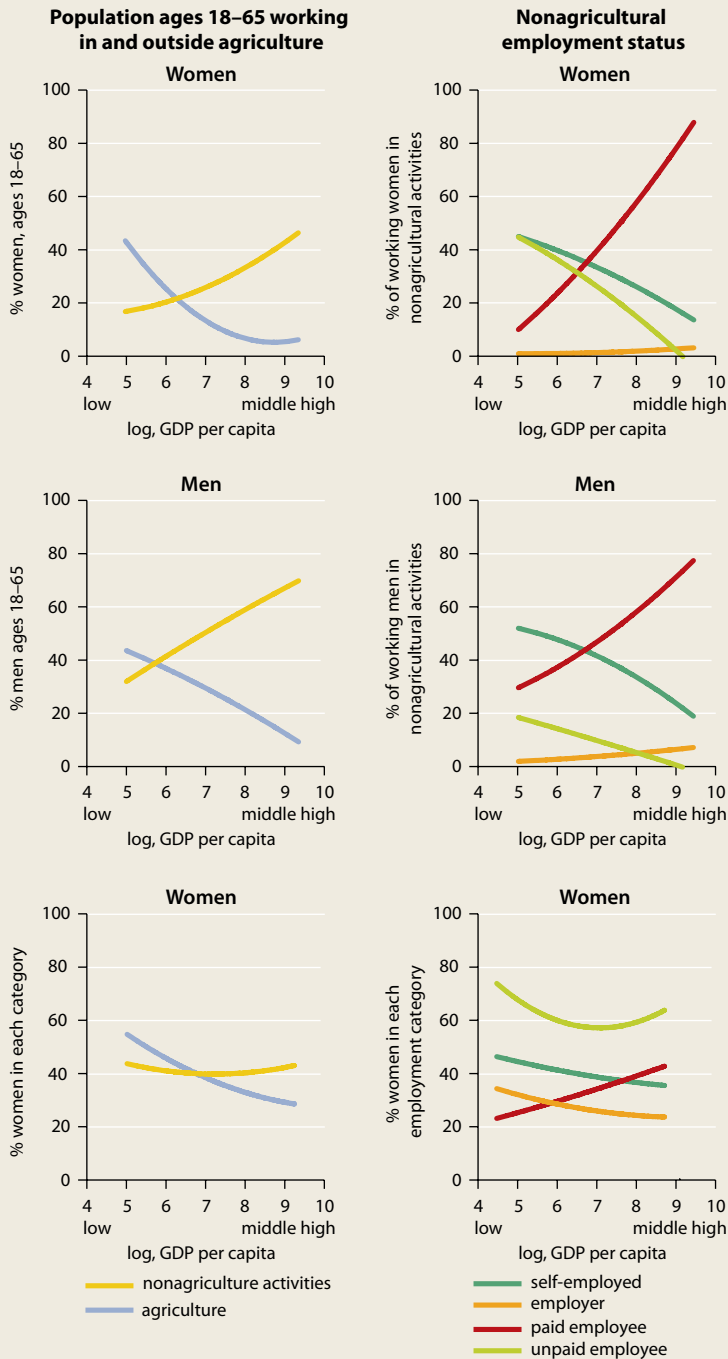 Population ages 18–65 working
in and outside agriculture
Women
% women, ages 18–65
100
80
60
40
20
0
4 5 6 7 8 9 10
low middle high
log, GDP per capita
Men
% men ages 18–65
100
80
60
40
20
0
4 5 6 7 8 9 10
low middle high
log, GDP per capita
Women
% women in each category
100
80
60
40
20
0
4 5 6 7 8 9 10
low middle high
log, GDP per capita
nonagriculture activities
agriculture
Nonagricultural
employment status
Women
% of working women in
nonagricultural activities
100
80
60
40
20
0
4 5 6 7 8 9 10
low middle high
log, GDP per capita
Men
% of working men in
nonagricultural activities
100
80
60
40
20
0
4 5 6 7 8 9 10
low middle high
log, GDP per capita
Women
% women in each
employment category
100
80
60
40
20
0
4 5 6 7 8 9 10
low middle high
log, GDP per capita
self-employed
employer
paid employee
unpaid employee